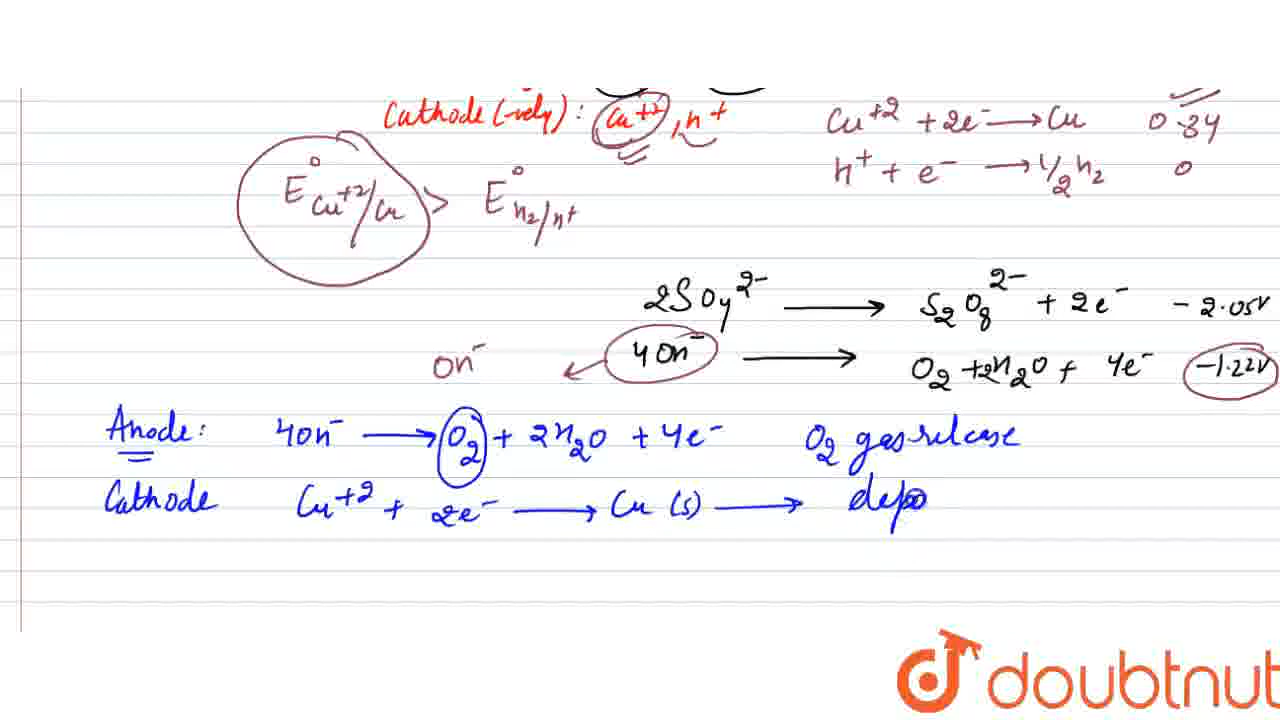 Cathode (-vely): Cu+2, H+
Cu+2 + 2e- → Cu 0.34
H+ + e- → 1/2 H2 0
E° Cu+2/Cu > E° H2/H+
2SO4 2- → S2O8 2- + 2e- -2.05V
OH- ← 4OH- → O2 + 2H2O + 4e- -1.22V
Anode: 4OH- → O2 + 2H2O + 4e- O2 gas release
Cathode Cu+2 + 2e- → Cu (s) → depo
doubtnut